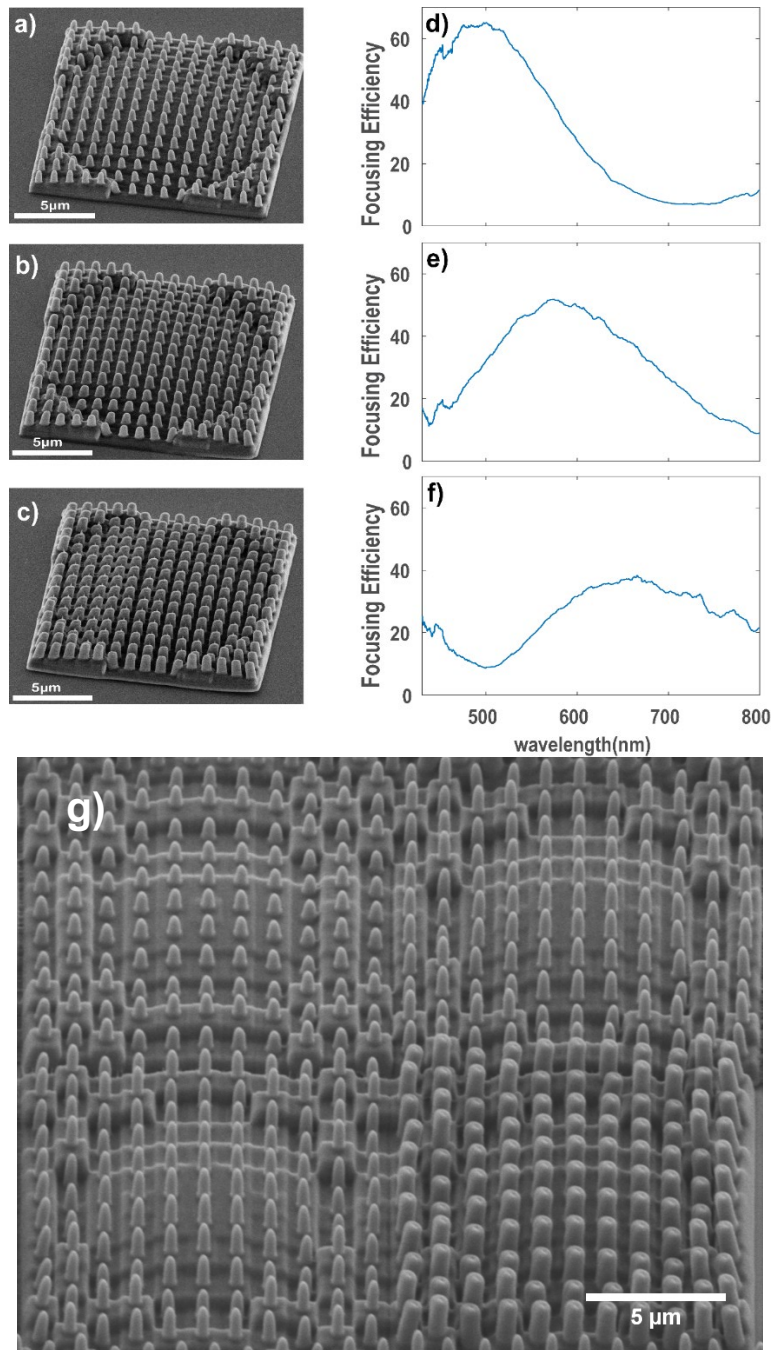 a)
5μm
b)
5μm
c)
5μm
d)
60
40
20
0
Focusing Efficiency
e)
60
40
20
0
Focusing Efficiency
f)
60
40
20
0
Focusing Efficiency
500
600
700
800
wavelength(nm)
g)
5 μm